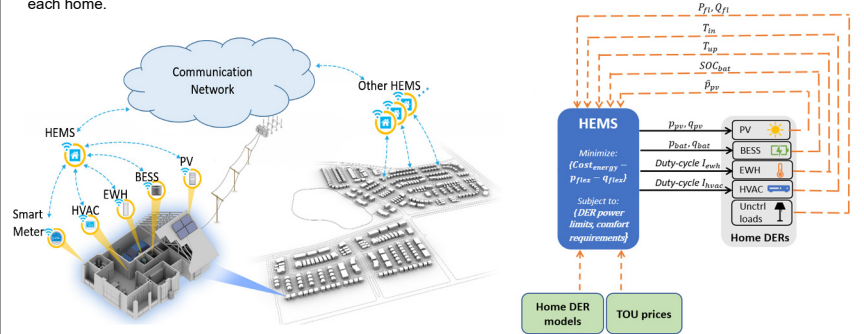 each home.
Communication
Network
Other HEMS
HEMS
PV
BESS
EWH
HVAC
Smart
Meter
P_fl, Q_fl
T_in
T_up
SOC_bat
p̂_pv
HEMS
Minimize:
{Cost_energy −
p_flex − q_flex}
Subject to:
{DER power
limits, comfort
requirements}
p_pv, q_pv
p_bat, q_bat
Duty-cycle I_ewh
Duty-cycle I_hvac
PV
BESS
EWH
HVAC
Unctrl
loads
Home DERs
Home DER
models
TOU prices